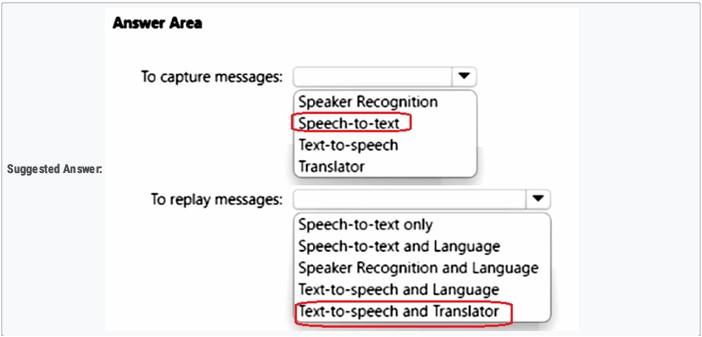 Answer Area
To capture messages:
Speaker Recognition
Speech-to-text
Text-to-speech
Translator
Suggested Answer:
To replay messages:
Speech-to-text only
Speech-to-text and Language
Speaker Recognition and Language
Text-to-speech and Language
Text-to-speech and Translator